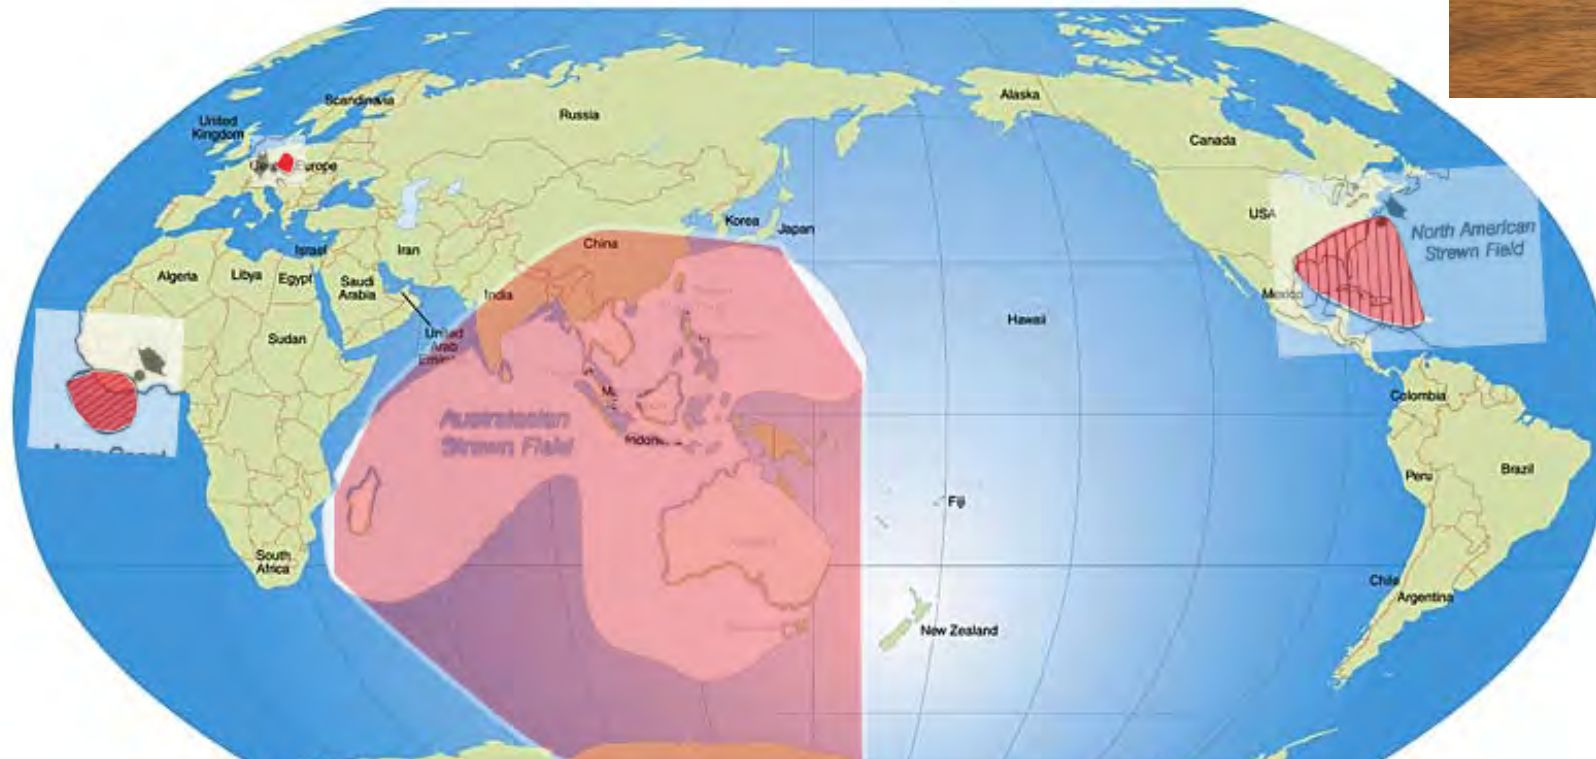 Scandinavia
United
Kingdom
Russia
Alaska
Canada
Europe
Korea
Japan
USA
North American
Strewn Field
China
Israel
Iran
Algeria
Libya
Egypt
Saudi
Arabia
India
Mexico
Hawaii
Sudan
United
Arab
Colombia
Australasian
Strewn Field
Peru
Brazil
Fiji
South
Africa
Chile
Argentina
New Zealand